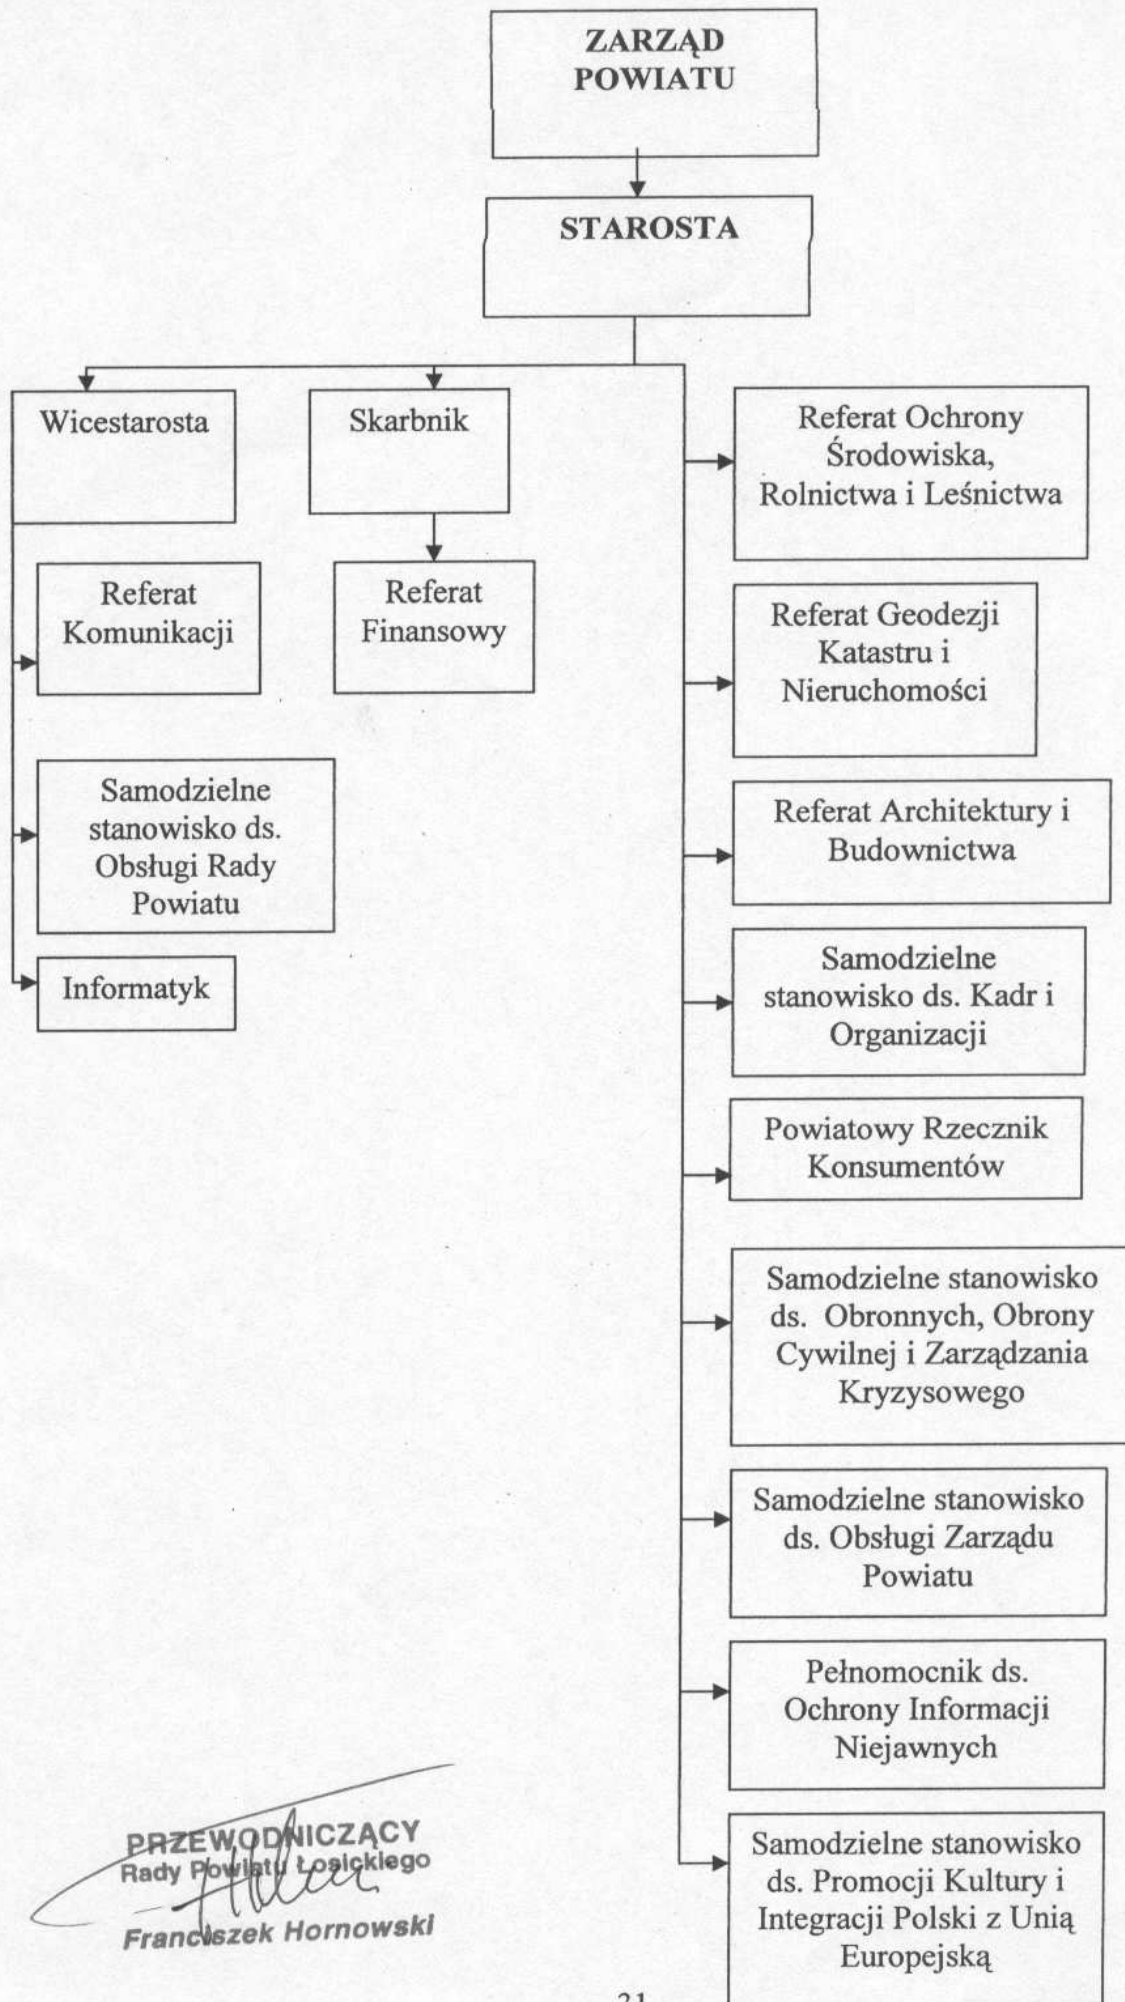 ZARZĄD
POWIATU
STAROSTA
Wicestarosta
Skarbnik
Referat
Komunikacji
Referat
Finansowy
Samodzielne
stanowisko ds.
Obsługi Rady
Powiatu
Informatyk
Referat Ochrony
Środowiska,
Rolnictwa i Leśnictwa
Referat Geodezji
Katastru i
Nieruchomości
Referat Architektury i
Budownictwa
Samodzielne
stanowisko ds. Kadr i
Organizacji
Powiatowy Rzecznik
Konsumentów
Samodzielne stanowisko
ds. Obronnych, Obrony
Cywilnej i Zarządzania
Kryzysowego
Samodzielne stanowisko
ds. Obsługi Zarządu
Powiatu
Pełnomocnik ds.
Ochrony Informacji
Niejawnych
Samodzielne stanowisko
ds. Promocji Kultury i
Integracji Polski z Unią
Europejską
PRZEWODNICZĄCY
Rady Powiatu Łosickiego
Franciszek Hornowski